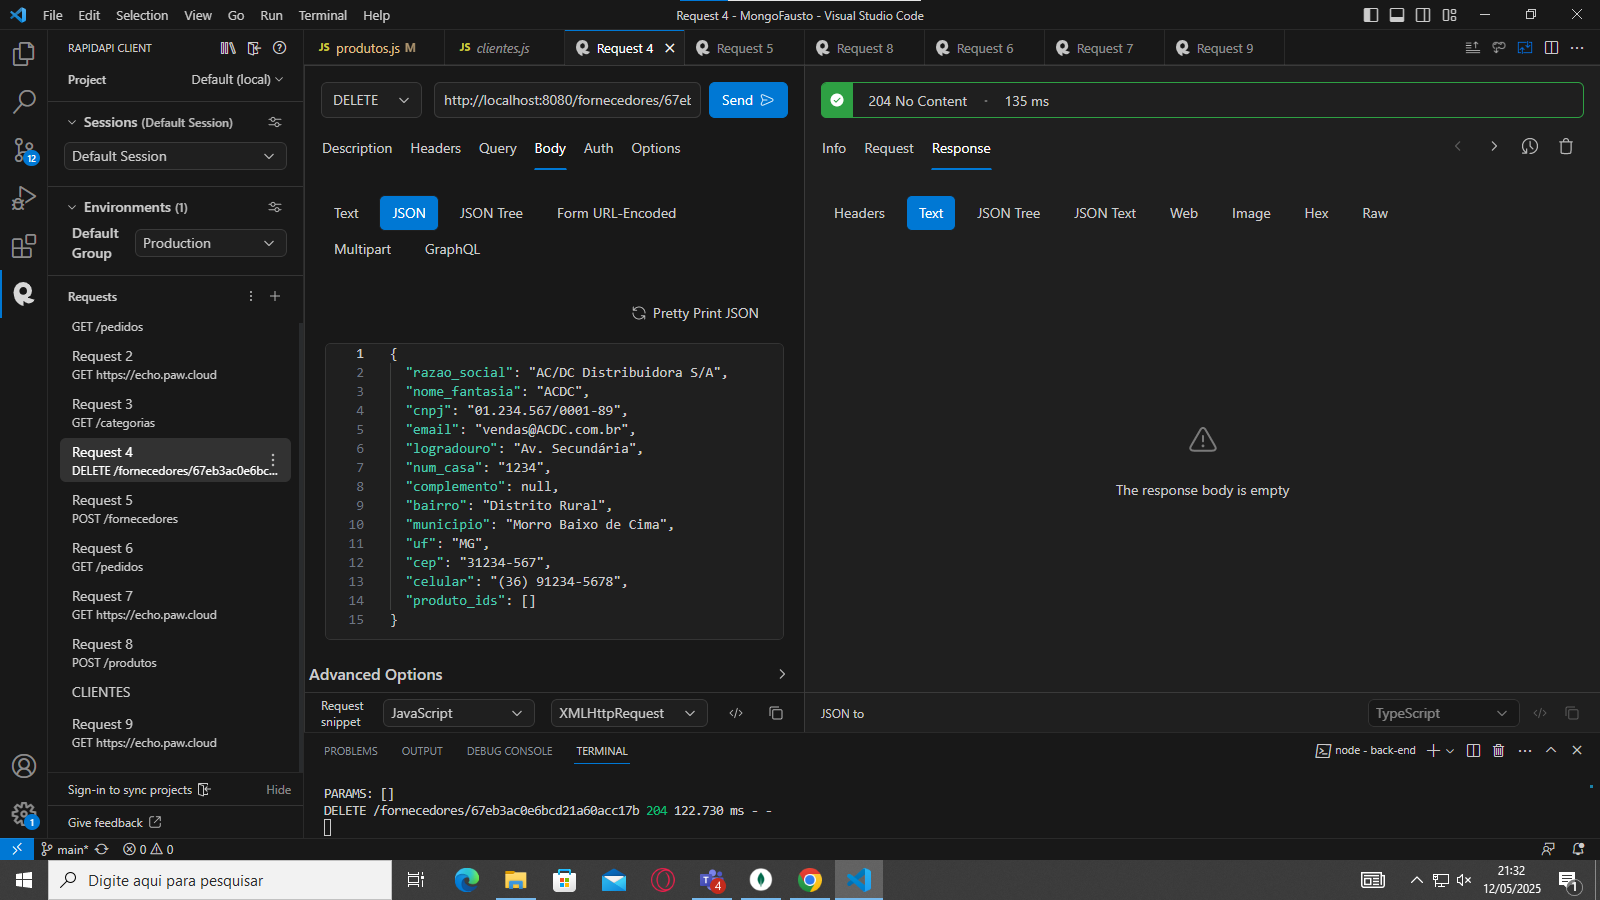 File Edit Selection View Go Run Terminal Help
Request 4 - MongoFausto - Visual Studio Code
RAPIDAPI CLIENT
Project
Default (local)
Sessions (Default Session)
Default Session
Environments (1)
Default Group
Production
Requests
GET /pedidos
Request 2
GET https://echo.paw.cloud
Request 3
GET /categorias
Request 4
DELETE /fornecedores/67eb3ac0e6bc...
Request 5
POST /fornecedores
Request 6
GET /pedidos
Request 7
GET https://echo.paw.cloud
Request 8
POST /produtos
CLIENTES
Request 9
GET https://echo.paw.cloud
Sign-in to sync projects
Hide
Give feedback
12
1
JS produtos.js M
JS clientes.js
Request 4
Request 5
Request 8
Request 6
Request 7
Request 9
DELETE
http://localhost:8080/fornecedores/67eb
Send
Description Headers Query Body Auth Options
Text JSON JSON Tree Form URL-Encoded
Multipart GraphQL
Pretty Print JSON
1 {
2 "razao_social": "AC/DC Distribuidora S/A",
3 "nome_fantasia": "ACDC",
4 "cnpj": "01.234.567/0001-89",
5 "email": "vendas@ACDC.com.br",
6 "logradouro": "Av. Secundária",
7 "num_casa": "1234",
8 "complemento": null,
9 "bairro": "Distrito Rural",
10 "municipio": "Morro Baixo de Cima",
11 "uf": "MG",
12 "cep": "31234-567",
13 "celular": "(36) 91234-5678",
14 "produto_ids": []
15 }
Advanced Options
Request snippet
JavaScript
XMLHttpRequest
204 No Content · 135 ms
Info Request Response
Headers Text JSON Tree JSON Text Web Image Hex Raw
The response body is empty
JSON to
TypeScript
PROBLEMS OUTPUT DEBUG CONSOLE TERMINAL
node - back-end
PARAMS: []
DELETE /fornecedores/67eb3ac0e6bcd21a60acc17b 204 122.730 ms - -
main* 0 0
Digite aqui para pesquisar
4
21:32
12/05/2025
1